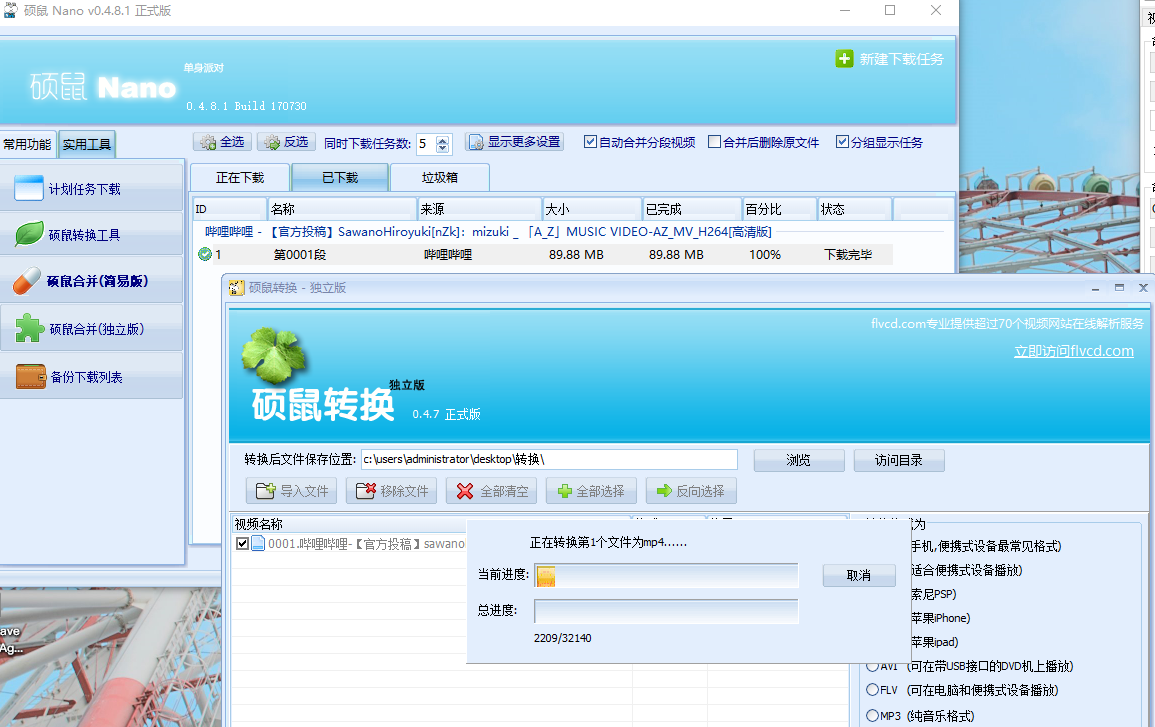 硕鼠 Nano v0.4.8.1 正式版
硕鼠 Nano
单身派对
0.4.8.1 Build 170730
新建下载任务
常用功能
实用工具
全选
反选
同时下载任务数:
5
显示更多设置
自动合并分段视频
合并后删除原文件
分组显示任务
计划任务下载
硕鼠转换工具
硕鼠合并(简易版)
硕鼠合并(独立版)
备份下载列表
正在下载
已下载
垃圾箱
ID 名称 来源 大小 已完成 百分比 状态
哔哩哔哩 - 【官方投稿】SawanoHiroyuki[nZk]：mizuki _ 「A_Z」MUSIC VIDEO-AZ_MV_H264[高清版]
1 第0001段 哔哩哔哩 89.88 MB 89.88 MB 100% 下载完毕
硕鼠转换 - 独立版
flvcd.com专业提供超过70个视频网站在线解析服务
立即访问flvcd.com
硕鼠转换
独立版
0.4.7 正式版
转换后文件保存位置:
c:\users\administrator\desktop\转换\
浏览
访问目录
导入文件
移除文件
全部清空
全部选择
反向选择
视频名称
0001.哔哩哔哩-【官方投稿】sawano
正在转换第1个文件为mp4......
当前进度:
取消
总进度:
2209/32140
为
手机,便携式设备最常见格式)
适合便携式设备播放)
索尼PSP)
苹果iPhone)
苹果ipad)
AVI (可在带USB接口的DVD机上播放)
FLV (可在电脑和便携式设备播放)
MP3 (纯音乐格式)
ave
Ag...
视